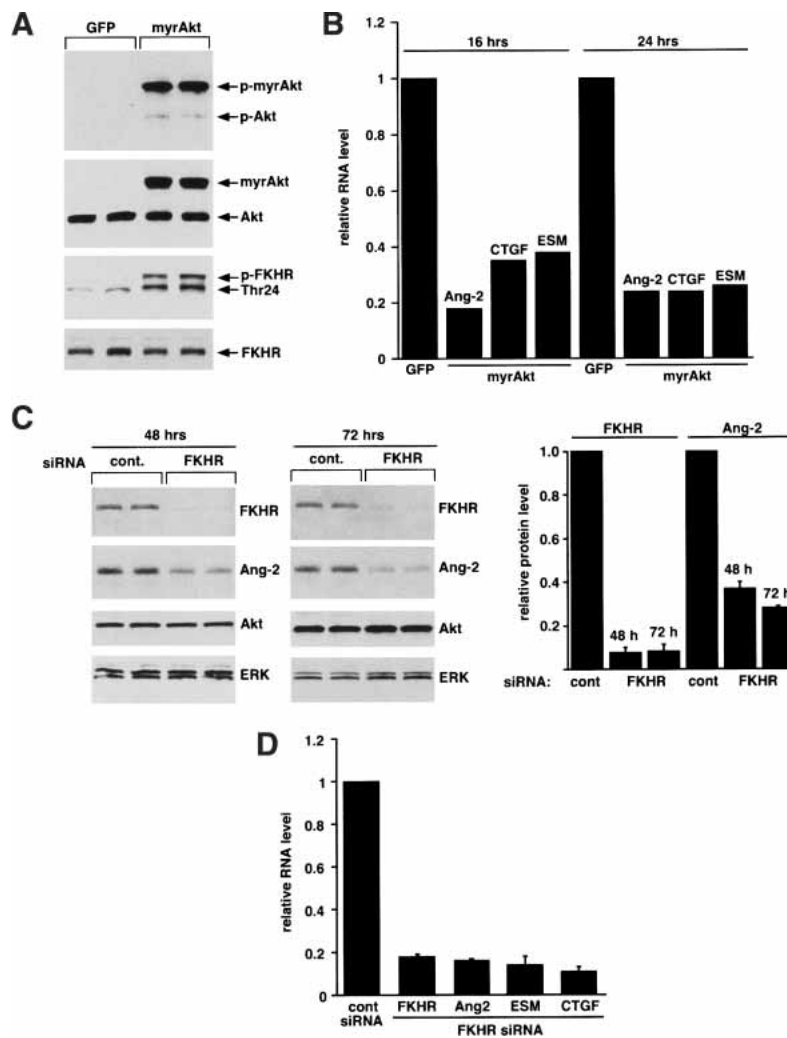 A
GFP myrAkt
p-myrAkt
p-Akt
myrAkt
Akt
p-FKHR
Thr24
FKHR
B
16 hrs 24 hrs
relative RNA level
1.2
1
0.8
0.6
0.4
0.2
0
Ang-2 CTGF ESM
Ang-2 CTGF ESM
GFP myrAkt GFP myrAkt
C
48 hrs
siRNA cont. FKHR
FKHR
Ang-2
Akt
ERK
72 hrs
cont. FKHR
FKHR
Ang-2
Akt
ERK
FKHR Ang-2
relative protein level
1.0
0.8
0.6
0.4
0.2
48 h 72 h
48 h 72 h
siRNA: cont FKHR cont FKHR
D
relative RNA level
1.2
1
0.8
0.6
0.4
0.2
0
cont siRNA
FKHR Ang2 ESM CTGF
FKHR siRNA